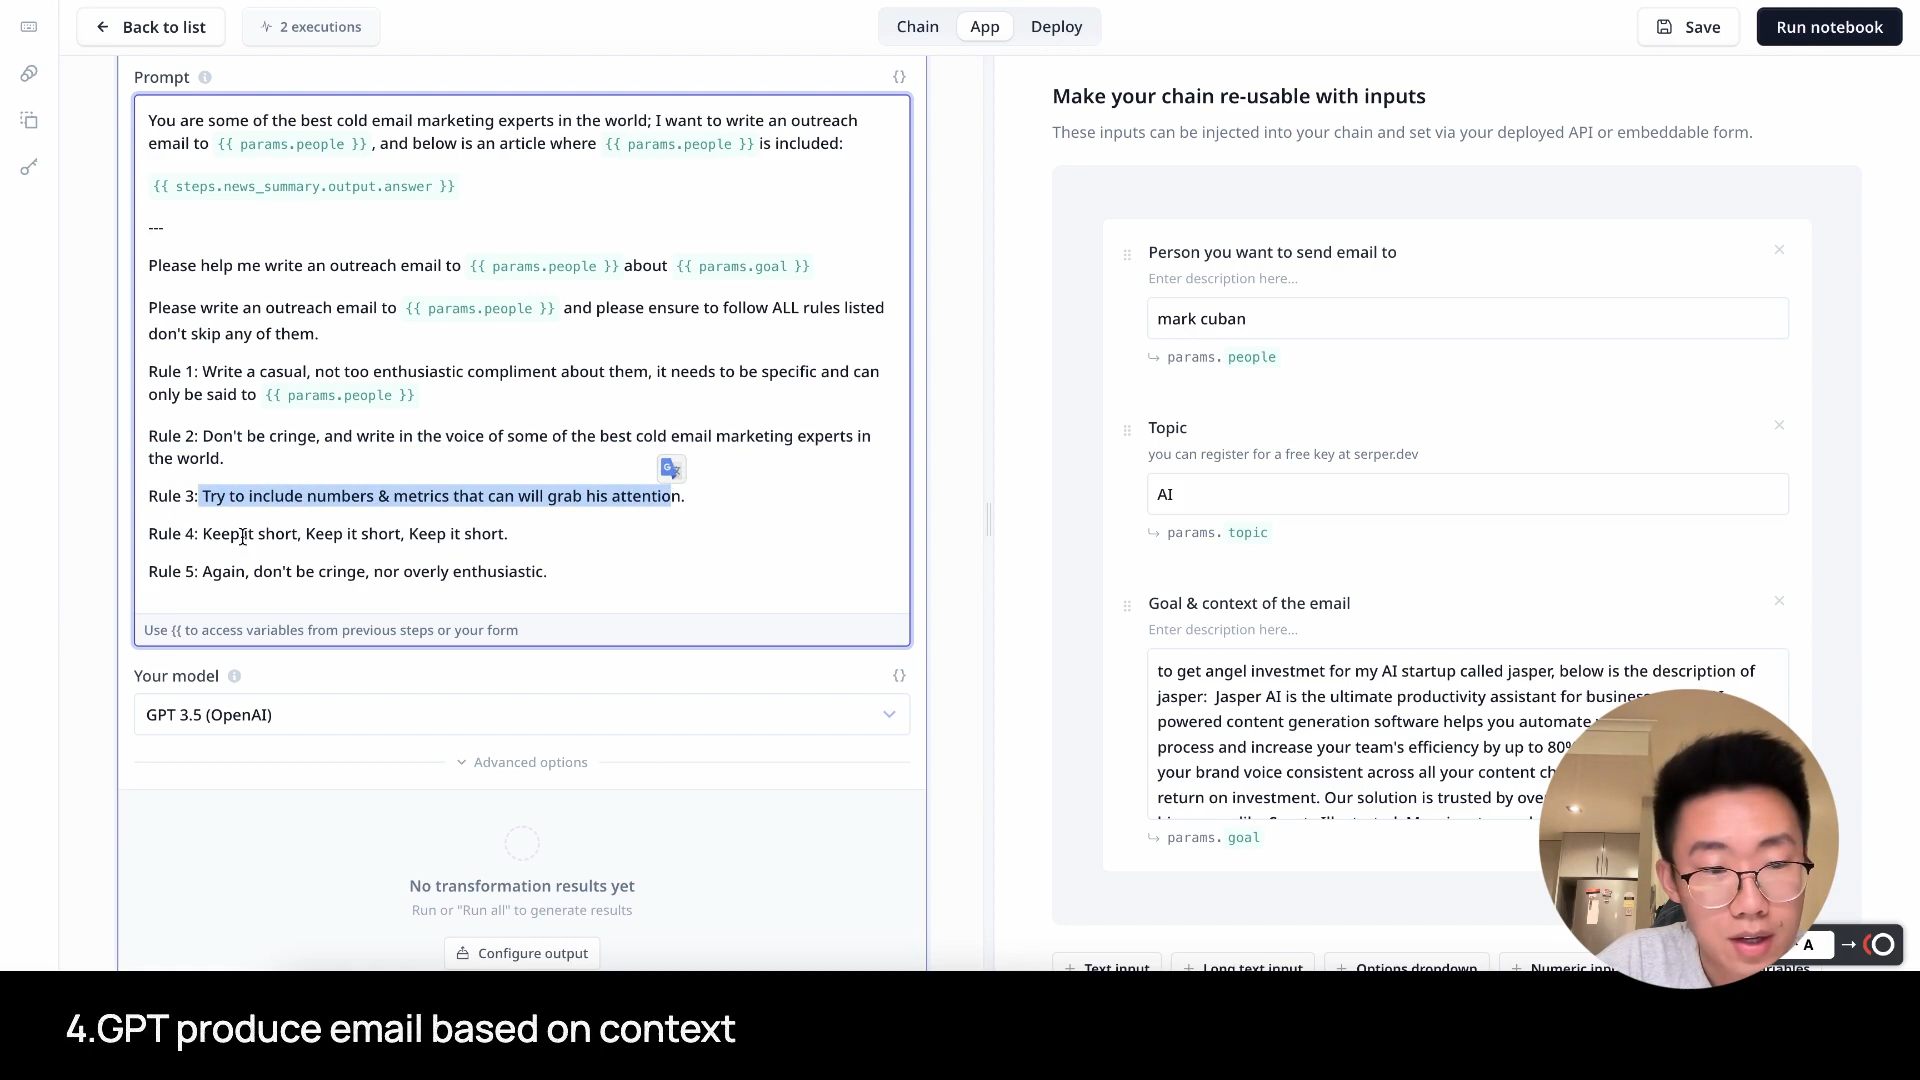 Back to list
2 executions
Chain
App
Deploy
Save
Run notebook
Prompt
{}
You are some of the best cold email marketing experts in the world; I want to write an outreach
email to {{ params.people }} , and below is an article where {{ params.people }} is included:
{{ steps.news_summary.output.answer }}
---
Please help me write an outreach email to {{ params.people }} about {{ params.goal }}
Please write an outreach email to {{ params.people }} and please ensure to follow ALL rules listed
don't skip any of them.
Rule 1: Write a casual, not too enthusiastic compliment about them, it needs to be specific and can
only be said to {{ params.people }}
Rule 2: Don't be cringe, and write in the voice of some of the best cold email marketing experts in
the world.
Rule 3: Try to include numbers & metrics that can will grab his attention.
Rule 4: Keep it short, Keep it short, Keep it short.
Rule 5: Again, don't be cringe, nor overly enthusiastic.
Use {{ to access variables from previous steps or your form
Your model
{}
GPT 3.5 (OpenAI)
Advanced options
No transformation results yet
Run or "Run all" to generate results
Configure output
Make your chain re-usable with inputs
These inputs can be injected into your chain and set via your deployed API or embeddable form.
Person you want to send email to
Enter description here...
mark cuban
params. people
Topic
you can register for a free key at serper.dev
AI
params. topic
Goal & context of the email
Enter description here...
to get angel investmet for my AI startup called jasper, below is the description of
jasper: Jasper AI is the ultimate productivity assistant for
powered content generation software helps you automate
process and increase your team's efficiency by up to
your brand voice consistent across all your content
return on investment. Our solution is trusted by
params. goal
Text input
Long text input
Options dropdown
Numeric
A
4.GPT produce email based on context